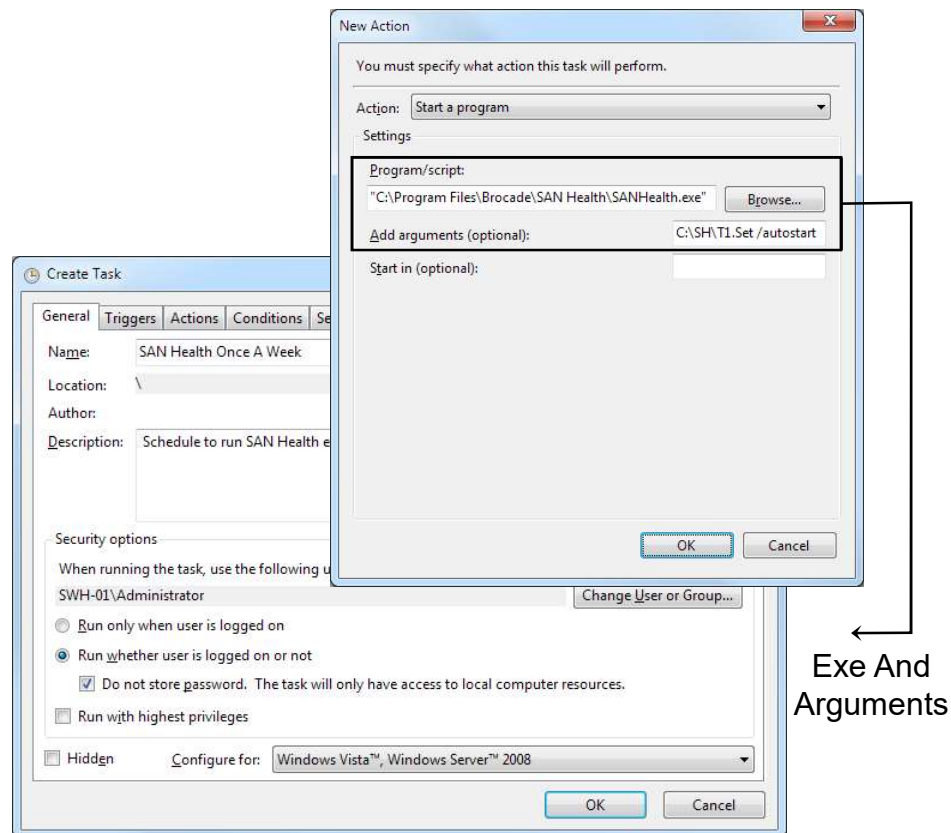 New Action
You must specify what action this task will perform.
Action: Start a program
Settings
Program/script:
"C:\Program Files\Brocade\SAN Health\SANHealth.exe" Browse...
Add arguments (optional): C:\SH\T1.Set /autostart
Start in (optional):
OK Cancel
Create Task
General Triggers Actions Conditions Se
Name: SAN Health Once A Week
Location: \
Author:
Description: Schedule to run SAN Health e
Security options
When running the task, use the following u
SWH-01\Administrator Change User or Group...
Run only when user is logged on
Run whether user is logged on or not
Do not store password. The task will only have access to local computer resources.
Run with highest privileges
Hidden Configure for: Windows Vista™, Windows Server™ 2008
OK Cancel
Exe And
Arguments